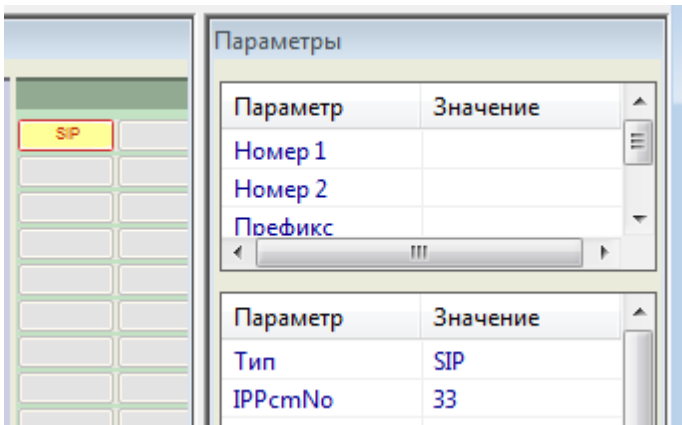 Параметры
Параметр Значение
SIP
Номер 1
Номер 2
Префикс
Параметр Значение
Тип SIP
IPPcmNo 33